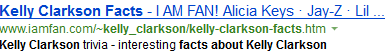 Kelly Clarkson Facts - I AM FAN! Alicia Keys · Jay-Z · Lil ...
www.iamfan.com/~kelly_clarkson/kelly-clarkson-facts.htm
Kelly Clarkson trivia - interesting facts about Kelly Clarkson